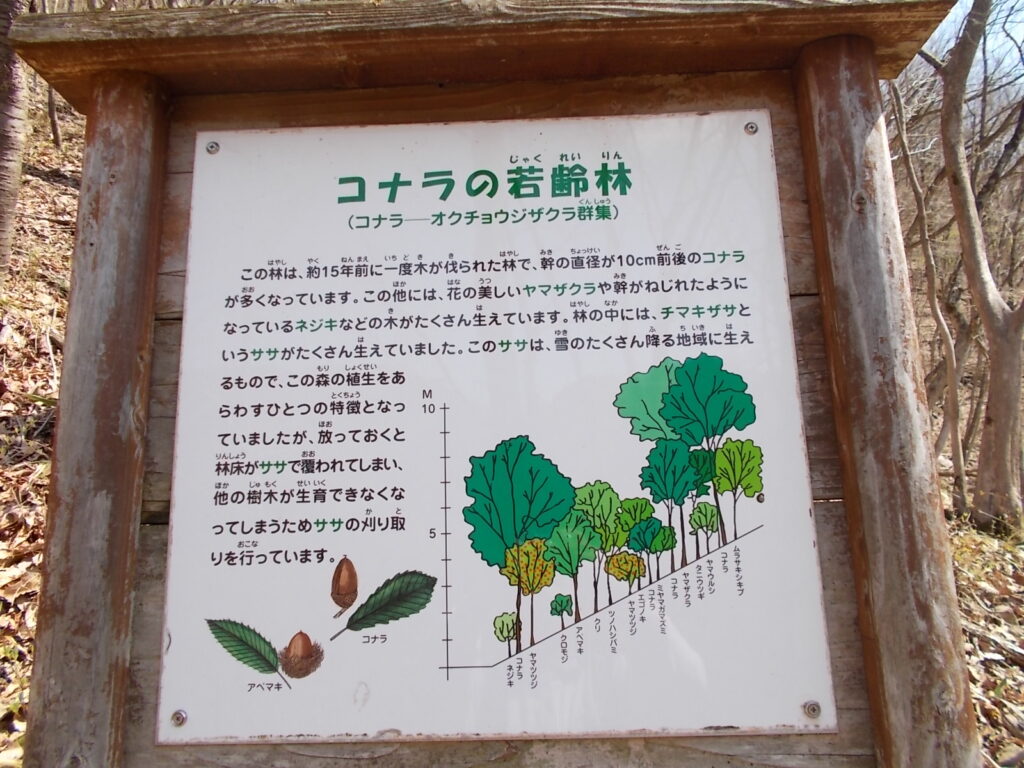 コナラの若齢林
じゃく れい りん
(コナラ──オクチョウジザクラ群集)
ぐんしゅう
この林は、約15年前に一度木が伐られた林で、幹の直径が10cm前後のコナラ
が多くなっています。この他には、花の美しいヤマザクラや幹がねじれたように
なっているネジキなどの木がたくさん生えています。林の中には、チマキザサと
いうササがたくさん生えていました。このササは、雪のたくさん降る地域に生え
るもので、この森の植生をあ
らわすひとつの特徴となっ
ていましたが、放っておくと
林床がササで覆われてしまい、
他の樹木が生育できなくな
ってしまうためササの刈り取
りを行っています。
コナラ
アベマキ
M
10
5
ネジキ
コナラ
ヤマツツジ
クロモジ
アベマキ
クリ
ツノハシバミ
ヤマツツジ
エゴノキ
コナラ
ミヤマガマズミ
コナラ
ヤマザクラ
タニウツギ
ヤマウルシ
コナラ
ムラサキシキブ